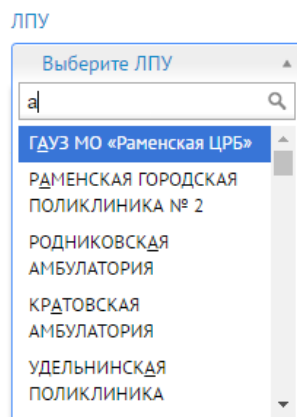 ЛПУ
Выберите ЛПУ
а
ГАУЗ МО «Раменская ЦРБ»
РАМЕНСКАЯ ГОРОДСКАЯ
ПОЛИКЛИНИКА № 2
РОДНИКОВСКАЯ
АМБУЛАТОРИЯ
КРАТОВСКАЯ
АМБУЛАТОРИЯ
УДЕЛЬНИНСКАЯ
ПОЛИКЛИНИКА